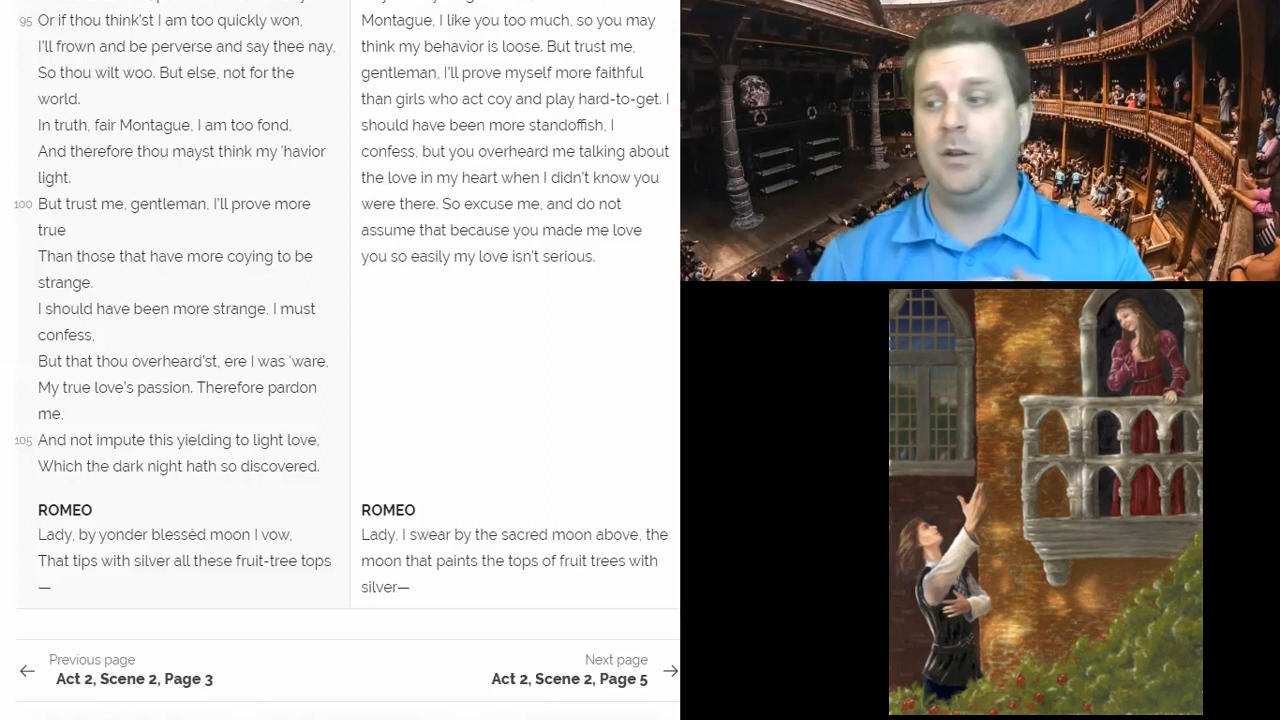 95 Or if thou think'st I am too quickly won,
I'll frown and be perverse and say thee nay,
So thou wilt woo. But else, not for the
world.
In truth, fair Montague, I am too fond,
And therefore thou mayst think my 'havior
light.
100 But trust me, gentleman, I'll prove more
true
Than those that have more coying to be
strange.
I should have been more strange, I must
confess,
But that thou overheard'st, ere I was 'ware,
My true love's passion. Therefore pardon
me,
105 And not impute this yielding to light love,
Which the dark night hath so discovered.
ROMEO
Lady, by yonder blessèd moon I vow,
That tips with silver all these fruit-tree tops
—
Montague, I like you too much, so you may
think my behavior is loose. But trust me,
gentleman, I'll prove myself more faithful
than girls who act coy and play hard-to-get. I
should have been more standoffish, I
confess, but you overheard me talking about
the love in my heart when I didn't know you
were there. So excuse me, and do not
assume that because you made me love
you so easily my love isn't serious.
ROMEO
Lady, I swear by the sacred moon above, the
moon that paints the tops of fruit trees with
silver—
Previous page
Act 2, Scene 2, Page 3
Next page
Act 2, Scene 2, Page 5